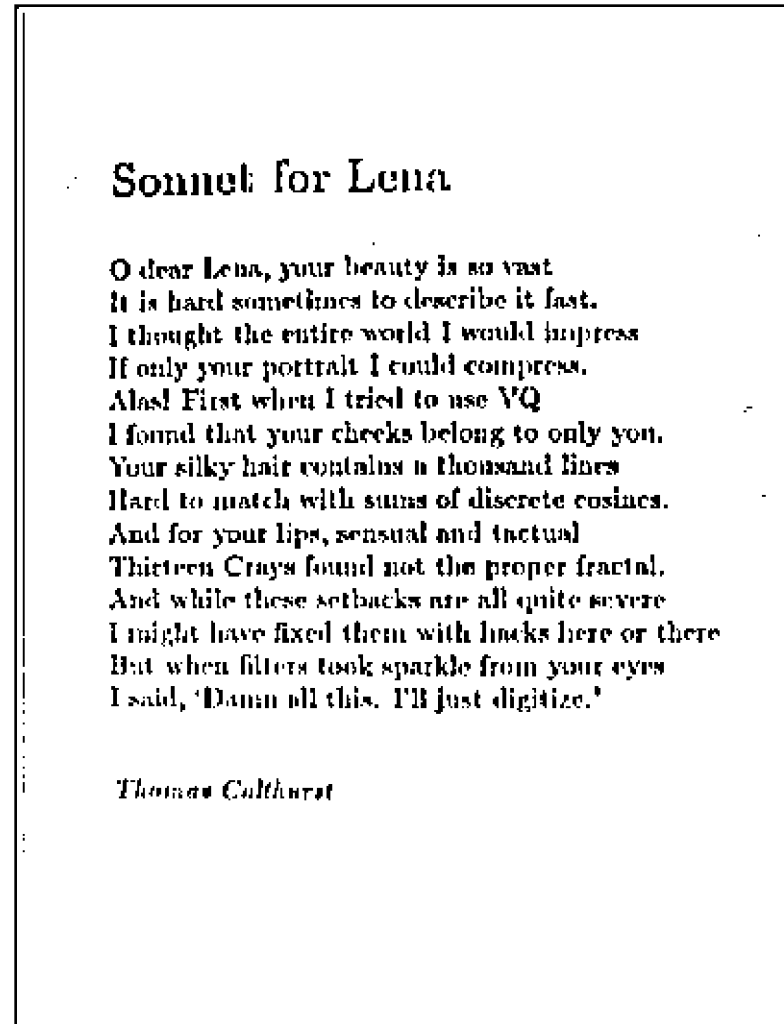 Sonnet for Lena
O dear Lena, your beauty is so vast
It is hard sometimes to describe it fast.
I thought the entire world I would impress
If only your portrait I could compress.
Alas! First when I tried to use VQ
I found that your cheeks belong to only you.
Your silky hair contains a thousand lines
Hard to match with sums of discrete cosines.
And for your lips, sensual and tactual
Thirteen Crays found not the proper fractal.
And while these setbacks are all quite severe
I might have fixed them with hacks here or there
But when filters took sparkle from your eyes
I said, 'Damn all this. I'll just digitize.'
Thomas Colthurst